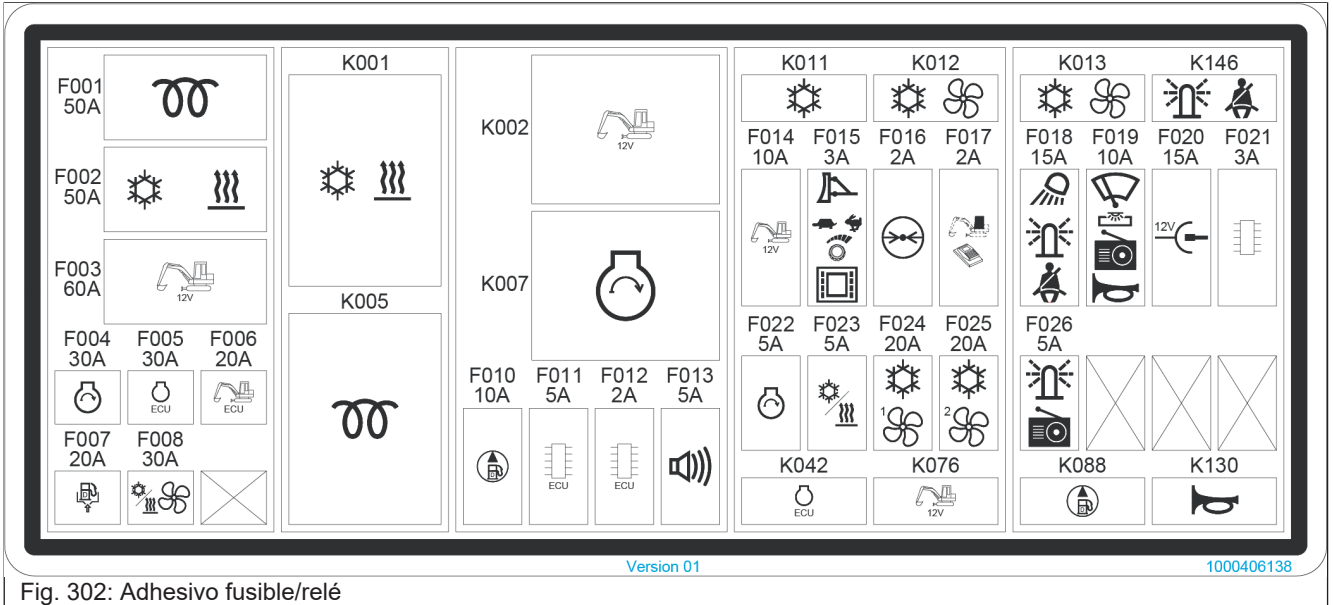 F001
50A
F002
50A
F003
60A
12V
F004 F005 F006
30A 30A 20A
ECU ECU
F007 F008
20A 30A
K001
K005
K002
12V
K007
F010 F011 F012 F013
10A 5A 2A 5A
ECU ECU
K011 K012
F014 F015 F016 F017
10A 3A 2A 2A
12V
F022 F023 F024 F025
5A 5A 20A 20A
1 2
K042 K076
ECU 12V
K013 K146
F018 F019 F020 F021
15A 10A 15A 3A
12V
F026
5A
K088 K130
Version 01 1000406138
Fig. 302: Adhesivo fusible/relé